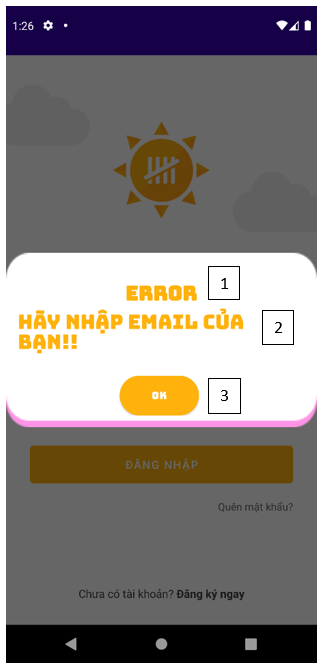 1:26
ERROR
1
HÃY NHẬP EMAIL CỦA
BẠN!!
2
OK
3
ĐĂNG NHẬP
Quên mật khẩu?
Chưa có tài khoản? Đăng ký ngay